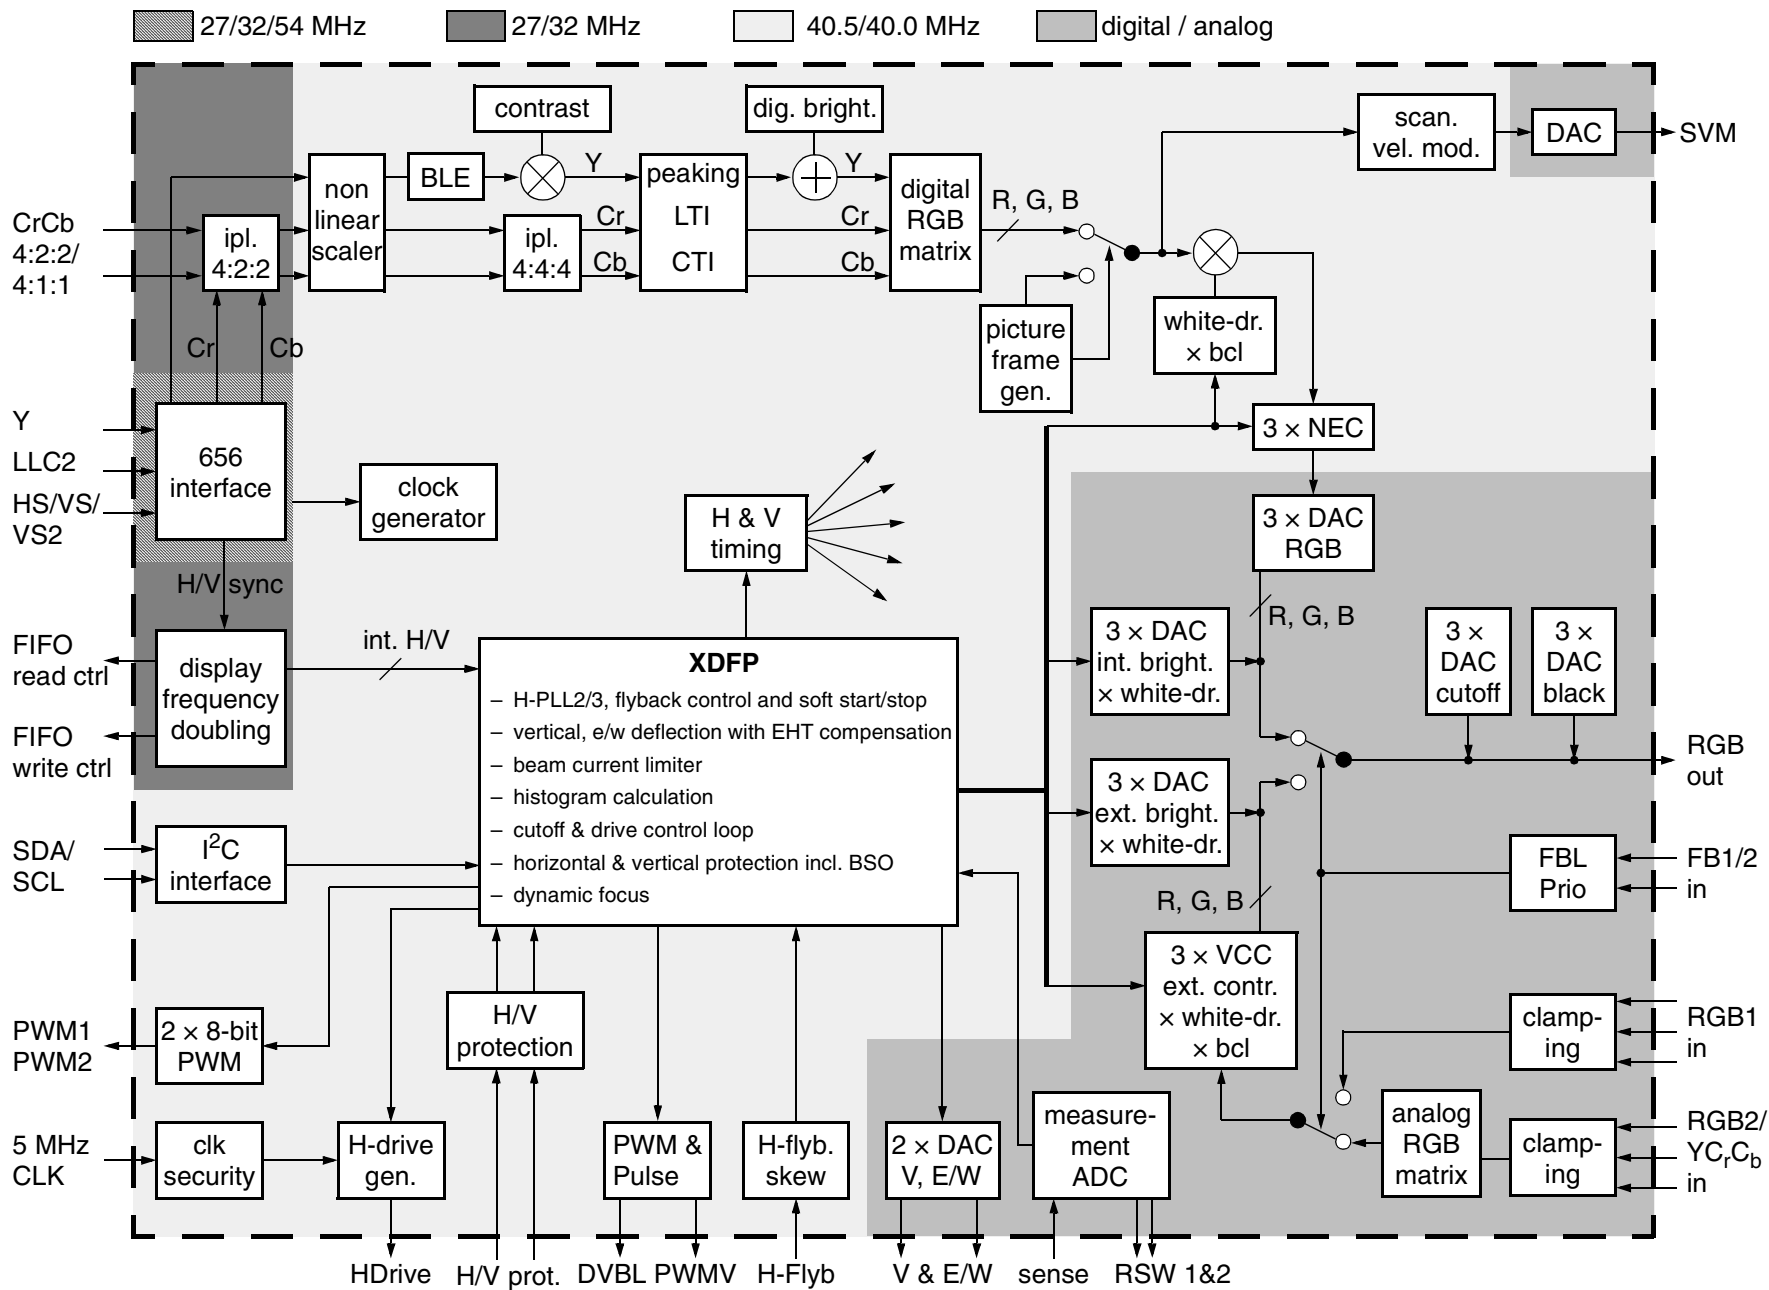 27/32/54 MHz
27/32 MHz
40.5/40.0 MHz
digital / analog
contrast
dig. bright.
scan.
vel. mod.
DAC
SVM
BLE
Y
Y
non
linear
scaler
peaking
LTI
CTI
digital
RGB
matrix
R, G, B
CrCb
4:2:2/
4:1:1
ipl.
4:2:2
ipl.
4:4:4
Cr
Cb
Cr
Cb
Cr
Cb
picture
frame
gen.
white-dr.
× bcl
3 × NEC
Y
LLC2
HS/VS/
VS2
656
interface
clock
generator
H & V
timing
3 × DAC
RGB
H/V sync
R, G, B
FIFO
read ctrl
FIFO
write ctrl
display
frequency
doubling
int. H/V
XDFP
– H-PLL2/3, flyback control and soft start/stop
– vertical, e/w deflection with EHT compensation
– beam current limiter
– histogram calculation
– cutoff & drive control loop
– horizontal & vertical protection incl. BSO
– dynamic focus
3 × DAC
int. bright.
× white-dr.
3 ×
DAC
cutoff
3 ×
DAC
black
RGB
out
3 × DAC
ext. bright.
× white-dr.
SDA/
SCL
I²C
interface
FBL
Prio
FB1/2
in
R, G, B
3 × VCC
ext. contr.
× white-dr.
× bcl
PWM1
PWM2
2 × 8-bit
PWM
H/V
protection
clamp-
ing
RGB1
in
5 MHz
CLK
clk
security
H-drive
gen.
PWM &
Pulse
H-flyb.
skew
2 × DAC
V, E/W
measure-
ment
ADC
analog
RGB
matrix
clamp-
ing
RGB2/
YCrCb
in
HDrive
H/V prot.
DVBL
PWMV
H-Flyb
V & E/W
sense
RSW 1&2